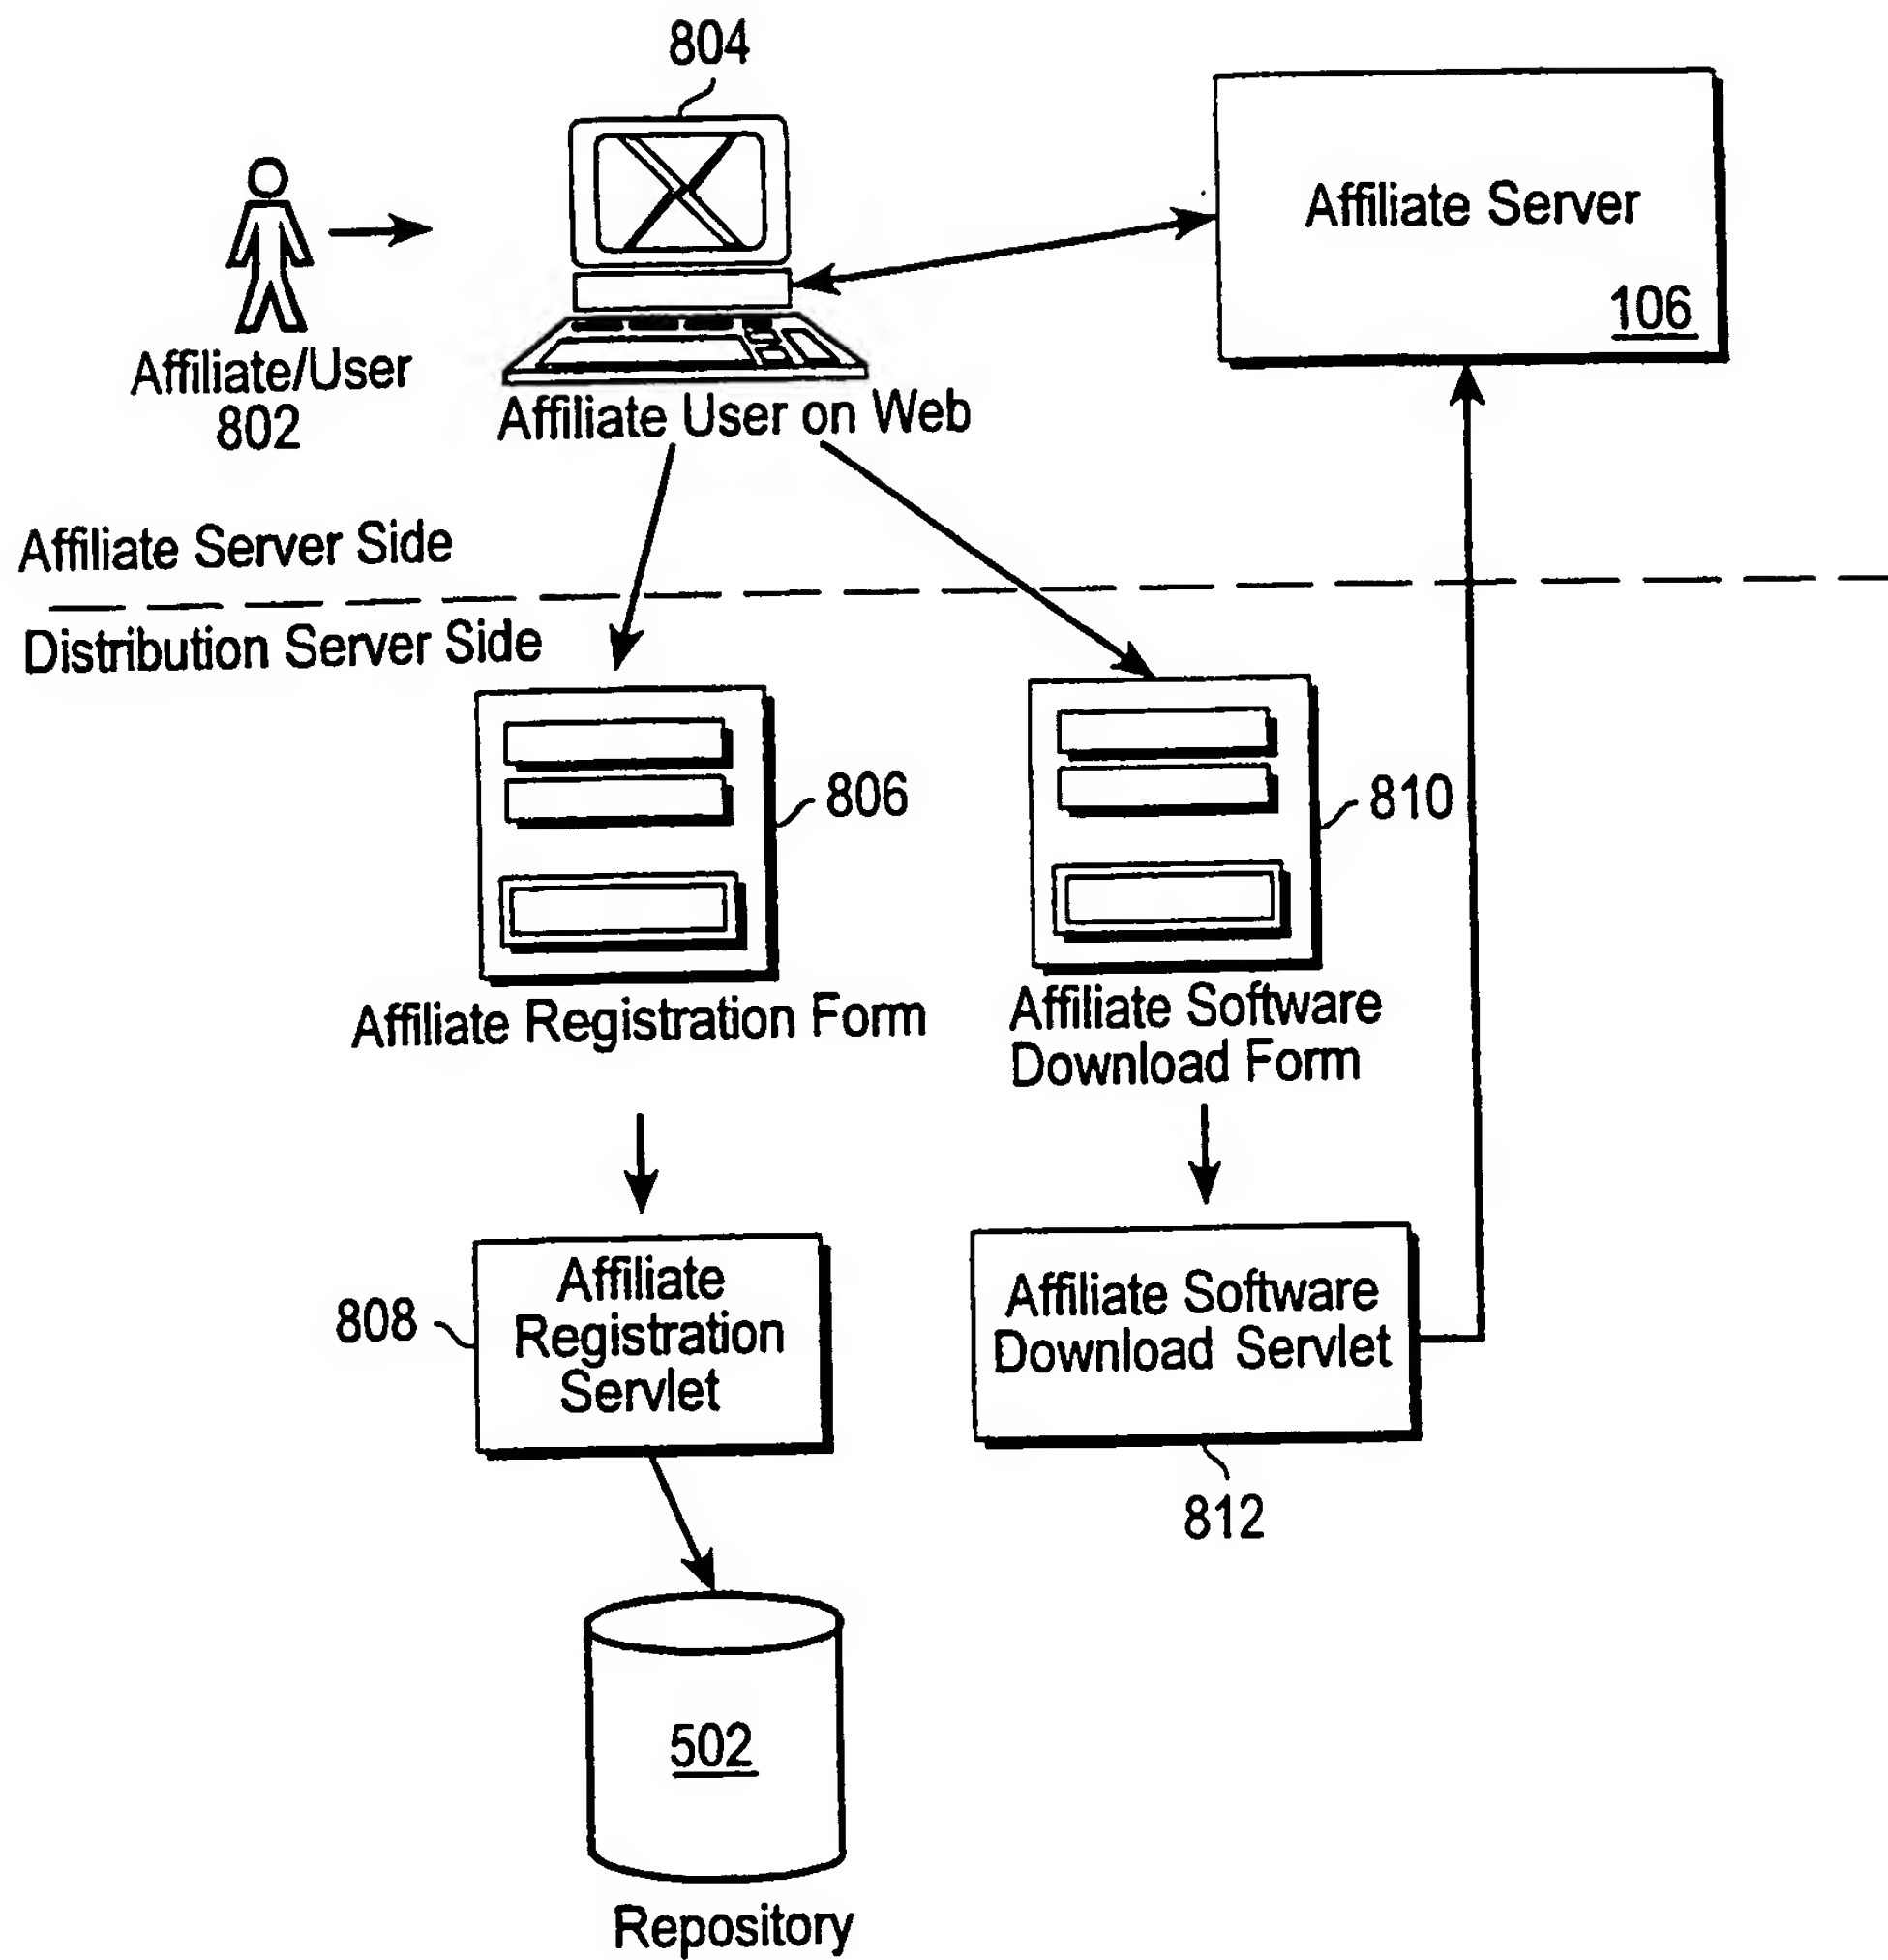 804
Affiliate Server
106
Affiliate/User
802
Affiliate User on Web
Affiliate Server Side
Distribution Server Side
806
810
Affiliate Registration Form
Affiliate Software
Download Form
808
Affiliate
Registration
Servlet
Affiliate Software
Download Servlet
812
502
Repository